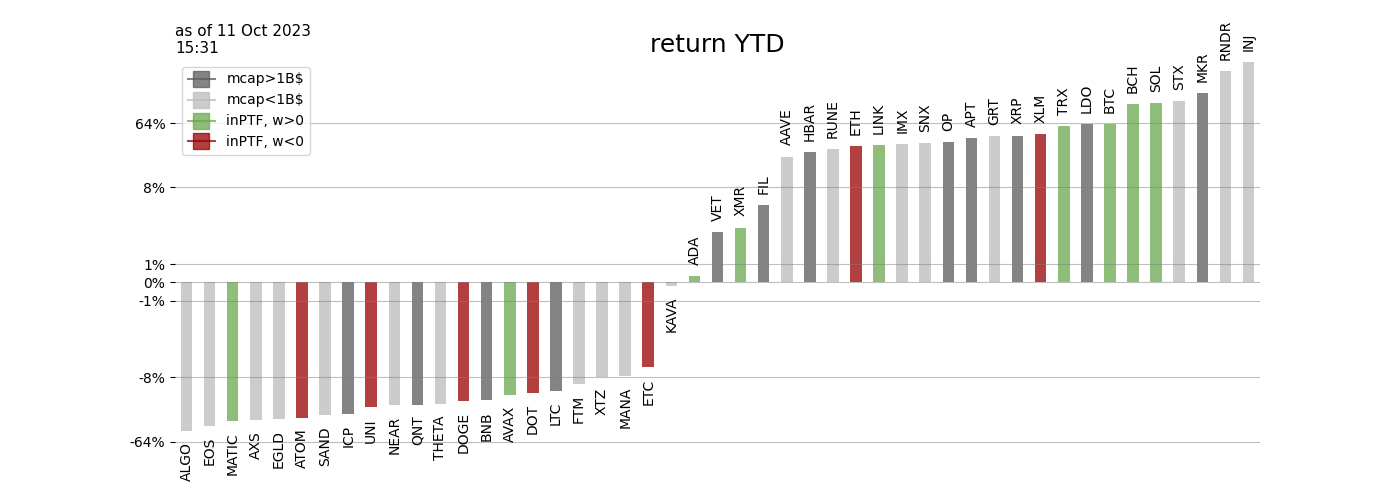 as of 11 Oct 2023
15:31
return YTD
mcap>1B$
mcap<1B$
inPTF, w>0
inPTF, w<0
64%
8%
1%
0%
-1%
-8%
-64%
ALGO
EOS
MATIC
AXS
EGLD
ATOM
SAND
ICP
UNI
NEAR
QNT
THETA
DOGE
BNB
AVAX
DOT
LTC
FTM
XTZ
MANA
ETC
KAVA
ADA
VET
XMR
FIL
AAVE
HBAR
RUNE
ETH
LINK
IMX
SNX
OP
APT
GRT
XRP
XLM
TRX
LDO
BTC
BCH
SOL
STX
MKR
RNDR
INJ